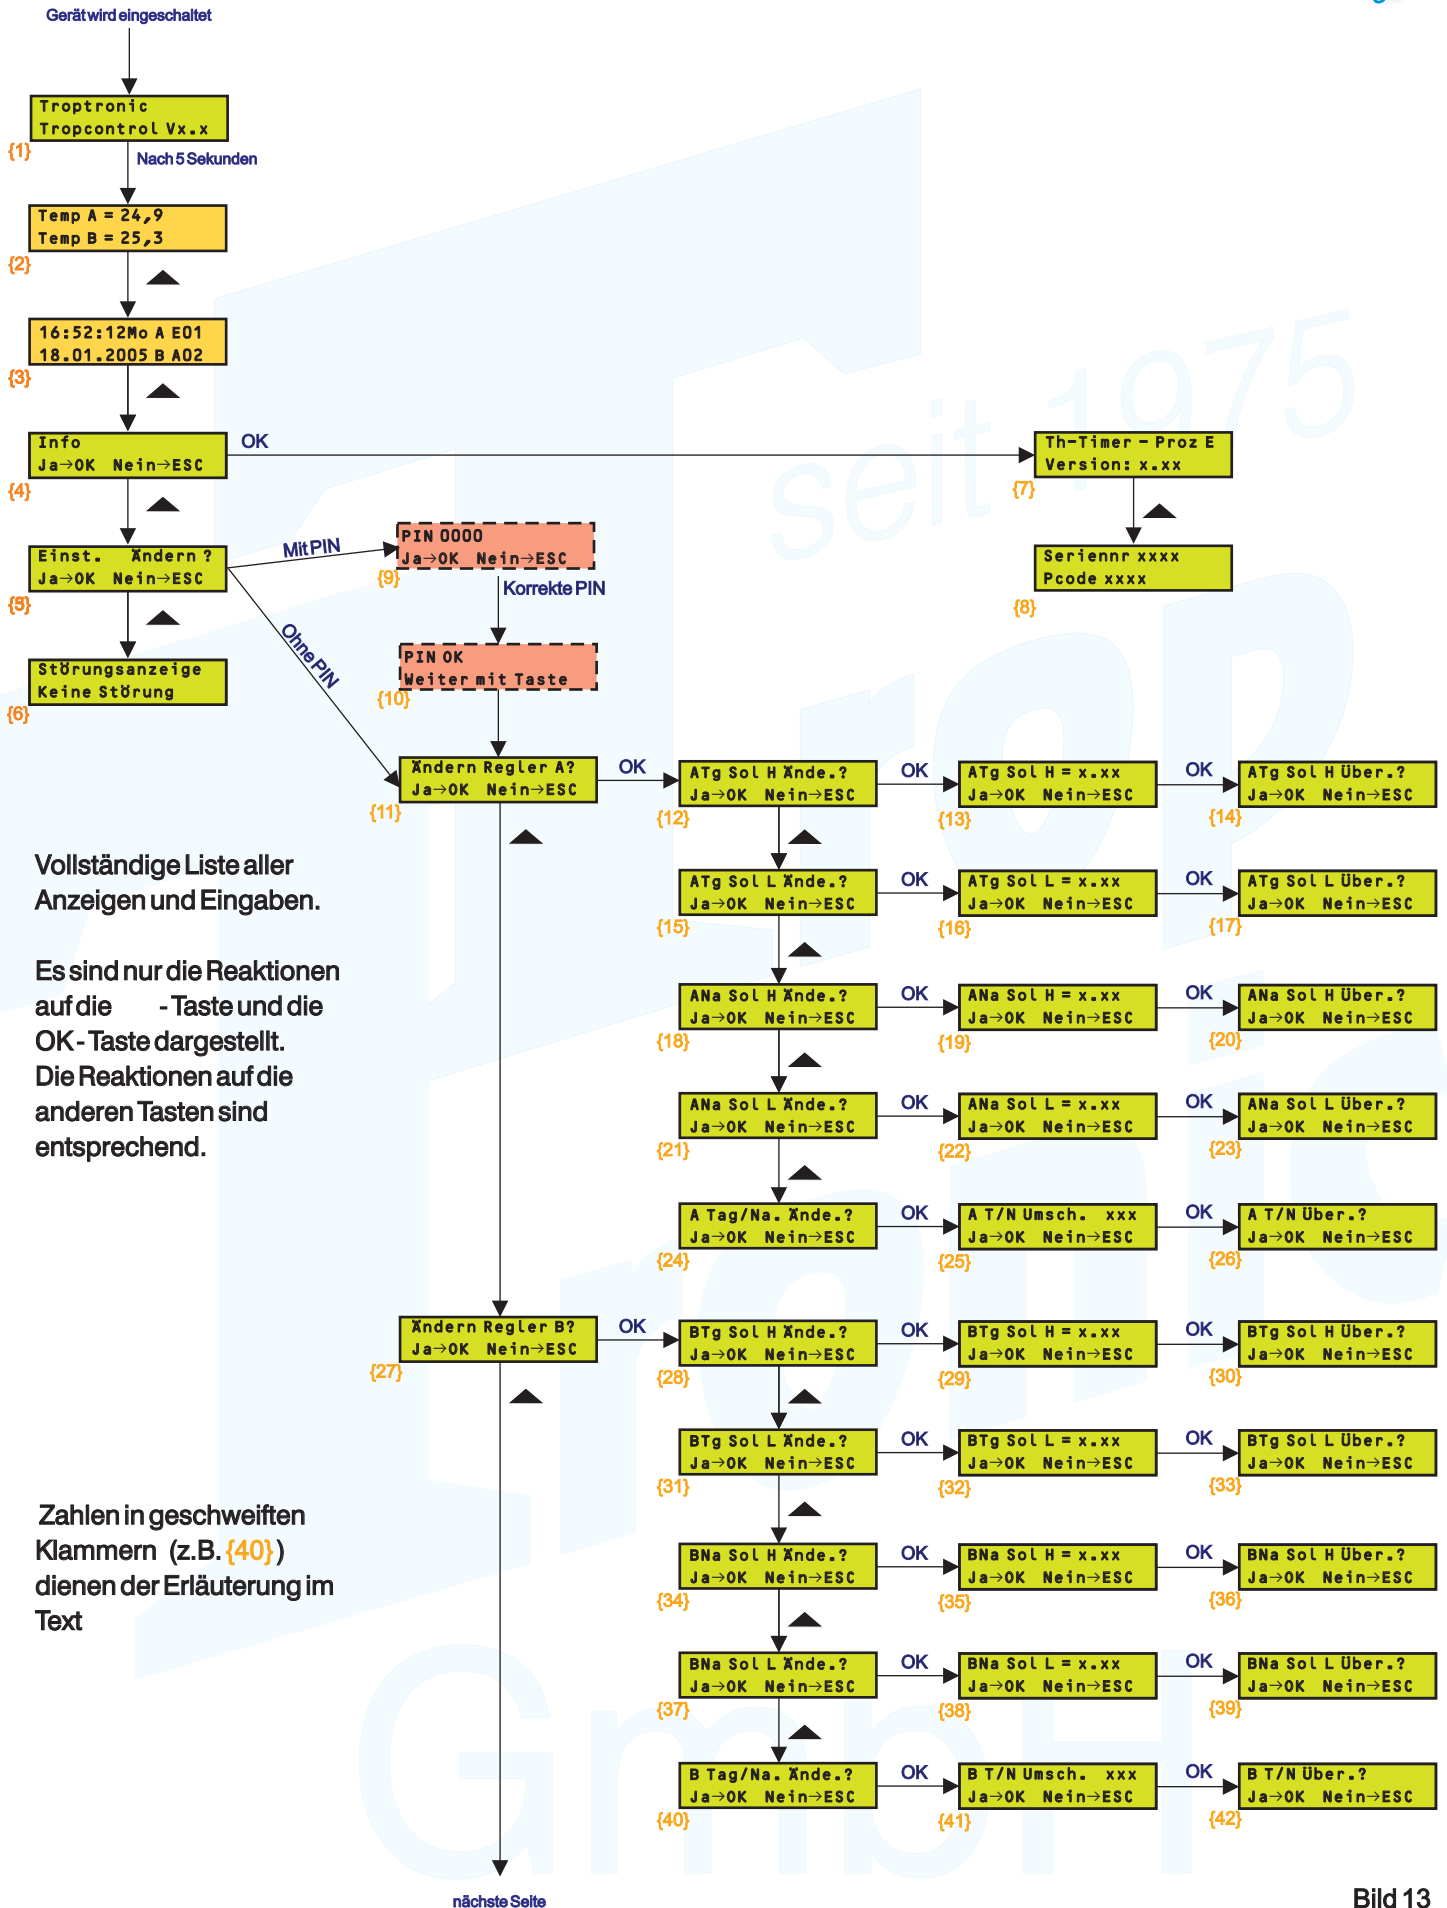 Gerät wird eingeschaltet
Troptronic
Tropcontrol Vx.x
{1}
Nach 5 Sekunden
Temp A = 24,9
Temp B = 25,3
{2}
16:52:12Mo A E01
18.01.2005 B A02
{3}
Info
Ja→OK Nein→ESC
{4}
OK
Th-Timer - Proz E
Version: x.xx
{7}
Seriennr xxxx
Pcode xxxx
{8}
Einst. Ändern ?
Ja→OK Nein→ESC
{5}
Mit PIN
Ohne PIN
PIN 0000
Ja→OK Nein→ESC
{9}
Korrekte PIN
PIN OK
Weiter mit Taste
{10}
Störungsanzeige
Keine Störung
{6}
Ändern Regler A?
Ja→OK Nein→ESC
{11}
OK
ATg Sol H Ände.?
Ja→OK Nein→ESC
{12}
OK
ATg Sol H = x.xx
Ja→OK Nein→ESC
{13}
OK
ATg Sol H Über.?
Ja→OK Nein→ESC
{14}
ATg Sol L Ände.?
Ja→OK Nein→ESC
{15}
OK
ATg Sol L = x.xx
Ja→OK Nein→ESC
{16}
OK
ATg Sol L Über.?
Ja→OK Nein→ESC
{17}
ANa Sol H Ände.?
Ja→OK Nein→ESC
{18}
OK
ANa Sol H = x.xx
Ja→OK Nein→ESC
{19}
OK
ANa Sol H Über.?
Ja→OK Nein→ESC
{20}
ANa Sol L Ände.?
Ja→OK Nein→ESC
{21}
OK
ANa Sol L = x.xx
Ja→OK Nein→ESC
{22}
OK
ANa Sol L Über.?
Ja→OK Nein→ESC
{23}
A Tag/Na. Ände.?
Ja→OK Nein→ESC
{24}
OK
A T/N Umsch. xxx
Ja→OK Nein→ESC
{25}
OK
A T/N Über.?
Ja→OK Nein→ESC
{26}
Vollständige Liste aller
Anzeigen und Eingaben.
Es sind nur die Reaktionen
auf die - Taste und die
OK - Taste dargestellt.
Die Reaktionen auf die
anderen Tasten sind
entsprechend.
Ändern Regler B?
Ja→OK Nein→ESC
{27}
OK
BTg Sol H Ände.?
Ja→OK Nein→ESC
{28}
OK
BTg Sol H = x.xx
Ja→OK Nein→ESC
{29}
OK
BTg Sol H Über.?
Ja→OK Nein→ESC
{30}
BTg Sol L Ände.?
Ja→OK Nein→ESC
{31}
OK
BTg Sol L = x.xx
Ja→OK Nein→ESC
{32}
OK
BTg Sol L Über.?
Ja→OK Nein→ESC
{33}
BNa Sol H Ände.?
Ja→OK Nein→ESC
{34}
OK
BNa Sol H = x.xx
Ja→OK Nein→ESC
{35}
OK
BNa Sol H Über.?
Ja→OK Nein→ESC
{36}
BNa Sol L Ände.?
Ja→OK Nein→ESC
{37}
OK
BNa Sol L = x.xx
Ja→OK Nein→ESC
{38}
OK
BNa Sol L Über.?
Ja→OK Nein→ESC
{39}
B Tag/Na. Ände.?
Ja→OK Nein→ESC
{40}
OK
B T/N Umsch. xxx
Ja→OK Nein→ESC
{41}
OK
B T/N Über.?
Ja→OK Nein→ESC
{42}
Zahlen in geschweiften
Klammern (z.B. {40} )
dienen der Erläuterung im
Text
nächste Seite
Bild 13
seit 1975
Trop
Tronic
GmbH